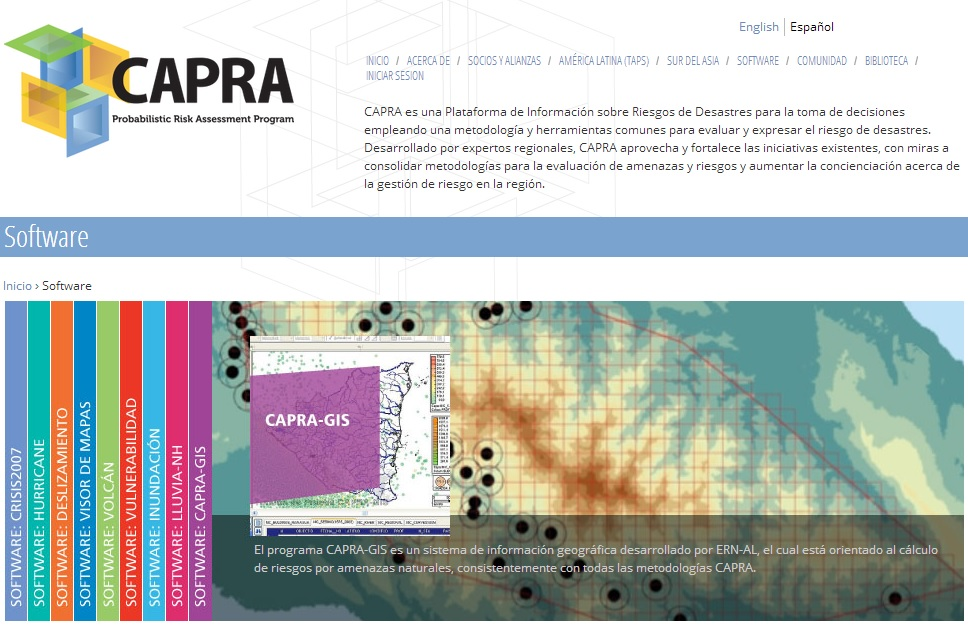 English Español
CAPRA
Probabilistic Risk Assessment Program
INICIO / ACERCA DE / SOCIOS Y ALIANZAS / AMÉRICA LATINA (TAPS) / SUR DEL ASIA / SOFTWARE / COMUNIDAD / BIBLIOTECA /
INICIAR SESION
CAPRA es una Plataforma de Información sobre Riesgos de Desastres para la toma de decisiones
empleando una metodología y herramientas comunes para evaluar y expresar el riesgo de desastres.
Desarrollado por expertos regionales, CAPRA aprovecha y fortalece las iniciativas existentes, con miras a
consolidar metodologías para la evaluación de amenazas y riesgos y aumentar la concienciación acerca de
la gestión de riesgo en la región.
Software
Inicio › Software
SOFTWARE: CRISIS2007
SOFTWARE: HURRICANE
SOFTWARE: DESLIZAMIENTO
SOFTWARE: VISOR DE MAPAS
SOFTWARE: VOLCÁN
SOFTWARE: VULNERABILIDAD
SOFTWARE: INUNDACIÓN
SOFTWARE: LLUVIA-NH
SOFTWARE: CAPRA-GIS
CAPRA-GIS
El programa CAPRA-GIS es un sistema de información geográfica desarrollado por ERN-AL, el cual está orientado al cálculo
de riesgos por amenazas naturales, consistentemente con todas las metodologías CAPRA.